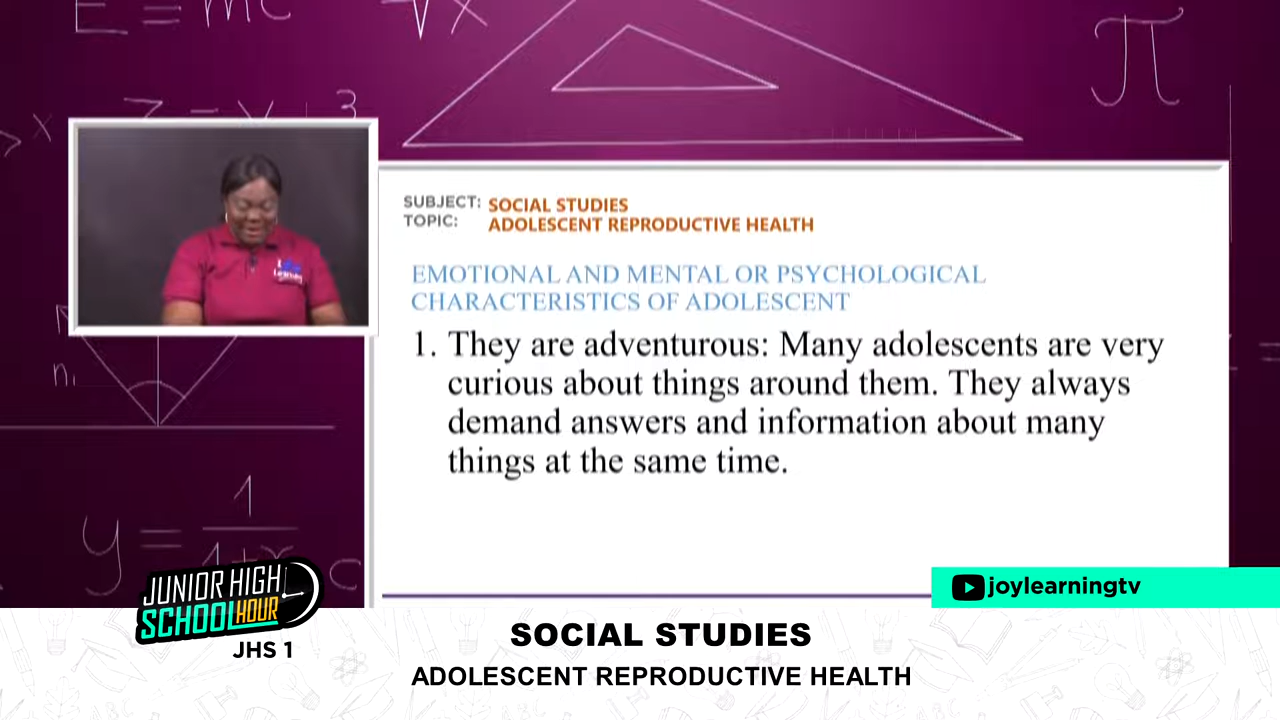 E = mc
√x
π
SUBJECT: SOCIAL STUDIES
TOPIC: ADOLESCENT REPRODUCTIVE HEALTH
EMOTIONAL AND MENTAL OR PSYCHOLOGICAL
CHARACTERISTICS OF ADOLESCENT
1. They are adventurous: Many adolescents are very
curious about things around them. They always
demand answers and information about many
things at the same time.
Learning
JUNIOR HIGH
SCHOOL HOUR
JHS 1
joylearningtv
SOCIAL STUDIES
ADOLESCENT REPRODUCTIVE HEALTH